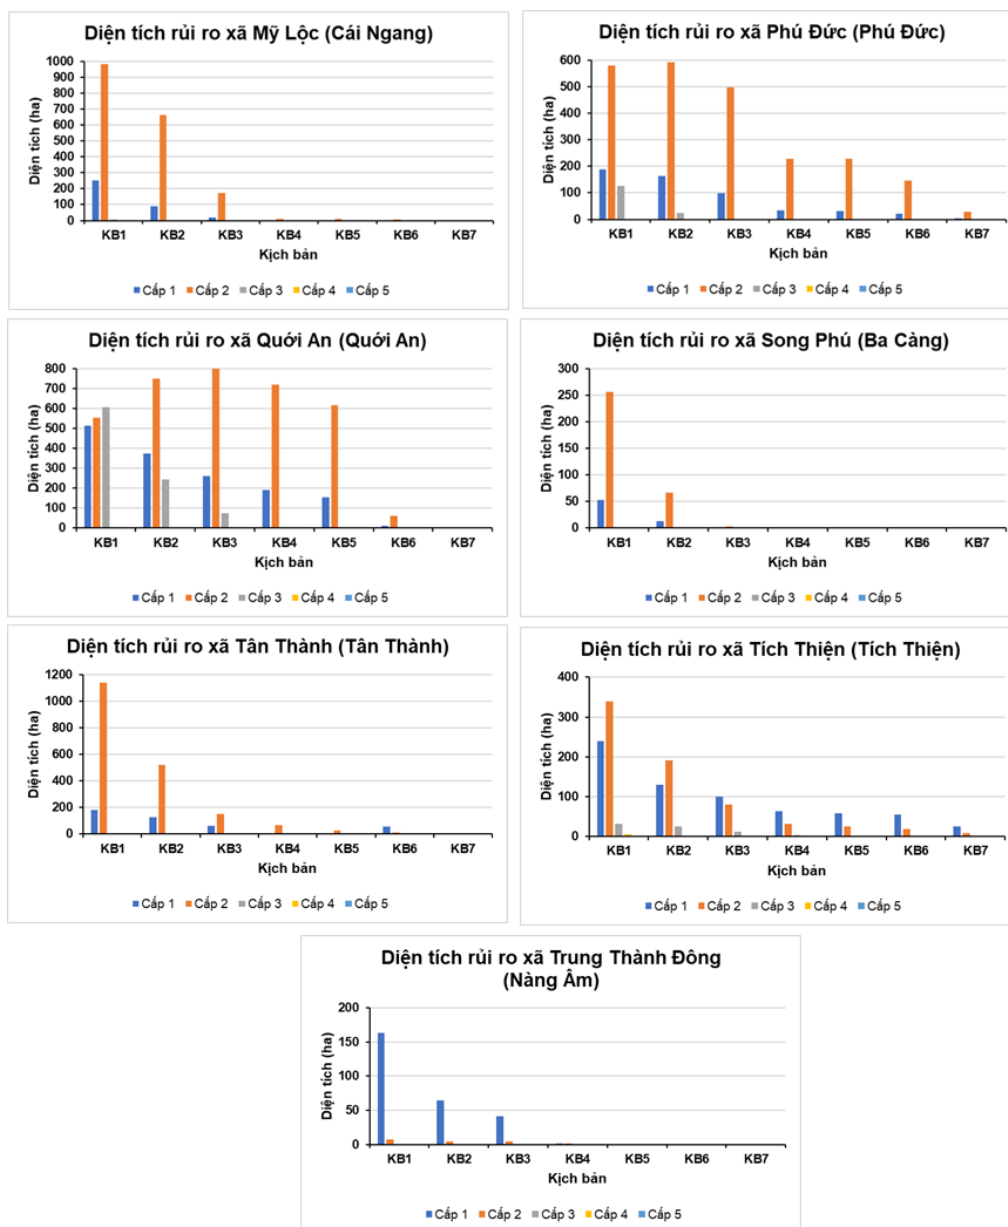 Diện tích rủi ro xã Mỹ Lộc (Cái Ngang)
Diện tích (ha)
1000
900
800
700
600
500
400
300
200
100
0
KB1 KB2 KB3 KB4 KB5 KB6 KB7
Kịch bản
Cấp 1 Cấp 2 Cấp 3 Cấp 4 Cấp 5
Diện tích rủi ro xã Phú Đức (Phú Đức)
Diện tích (ha)
600
500
400
300
200
100
0
KB1 KB2 KB3 KB4 KB5 KB6 KB7
Kịch bản
Cấp 1 Cấp 2 Cấp 3 Cấp 4 Cấp 5
Diện tích rủi ro xã Quới An (Quới An)
Diện tích (ha)
800
700
600
500
400
300
200
100
0
KB1 KB2 KB3 KB4 KB5 KB6 KB7
Kịch bản
Cấp 1 Cấp 2 Cấp 3 Cấp 4 Cấp 5
Diện tích rủi ro xã Song Phú (Ba Càng)
Diện tích (ha)
300
250
200
150
100
50
0
KB1 KB2 KB3 KB4 KB5 KB6 KB7
Kịch bản
Cấp 1 Cấp 2 Cấp 3 Cấp 4 Cấp 5
Diện tích rủi ro xã Tân Thành (Tân Thành)
Diện tích (ha)
1200
1000
800
600
400
200
0
KB1 KB2 KB3 KB4 KB5 KB6 KB7
Kịch bản
Cấp 1 Cấp 2 Cấp 3 Cấp 4 Cấp 5
Diện tích rủi ro xã Tích Thiện (Tích Thiện)
Diện tích (ha)
400
300
200
100
0
KB1 KB2 KB3 KB4 KB5 KB6 KB7
Kịch bản
Cấp 1 Cấp 2 Cấp 3 Cấp 4 Cấp 5
Diện tích rủi ro xã Trung Thành Đông
(Nàng Âm)
Diện tích (ha)
200
150
100
50
0
KB1 KB2 KB3 KB4 KB5 KB6 KB7
Kịch bản
Cấp 1 Cấp 2 Cấp 3 Cấp 4 Cấp 5